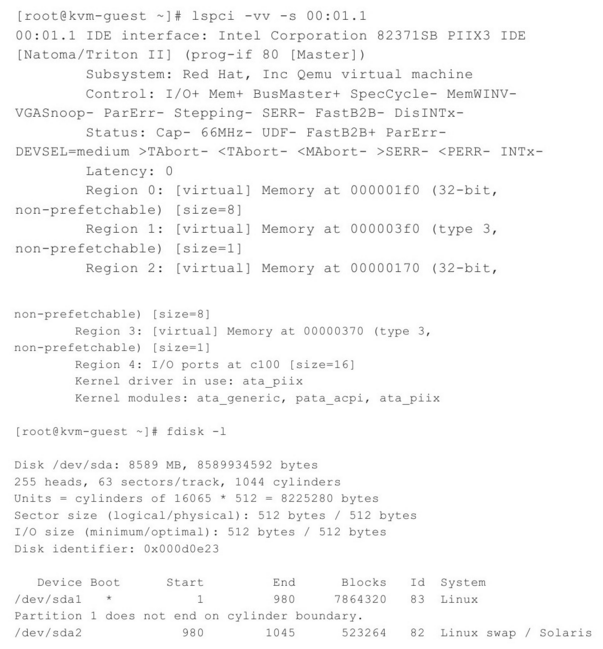 [root@kvm-guest ~]# lspci -vv -s 00:01.1
00:01.1 IDE interface: Intel Corporation 82371SB PIIX3 IDE
[Natoma/Triton II] (prog-if 80 [Master])
        Subsystem: Red Hat, Inc Qemu virtual machine
        Control: I/O+ Mem+ BusMaster+ SpecCycle- MemWINV-
VGASnoop- ParErr- Stepping- SERR- FastB2B- DisINTx-
        Status: Cap- 66MHz- UDF- FastB2B+ ParErr-
DEVSEL=medium >TAbort- <TAbort- <MAbort- >SERR- <PERR- INTx-
        Latency: 0
        Region 0: [virtual] Memory at 000001f0 (32-bit,
non-prefetchable) [size=8]
        Region 1: [virtual] Memory at 000003f0 (type 3,
non-prefetchable) [size=1]
        Region 2: [virtual] Memory at 00000170 (32-bit,
non-prefetchable) [size=8]
        Region 3: [virtual] Memory at 00000370 (type 3,
non-prefetchable) [size=1]
        Region 4: I/O ports at c100 [size=16]
        Kernel driver in use: ata_piix
        Kernel modules: ata_generic, pata_acpi, ata_piix
[root@kvm-guest ~]# fdisk -l
Disk /dev/sda: 8589 MB, 8589934592 bytes
255 heads, 63 sectors/track, 1044 cylinders
Units = cylinders of 16065 * 512 = 8225280 bytes
Sector size (logical/physical): 512 bytes / 512 bytes
I/O size (minimum/optimal): 512 bytes / 512 bytes
Disk identifier: 0x000d0e23
   Device Boot      Start         End      Blocks   Id  System
/dev/sda1   *           1         980     7864320   83  Linux
Partition 1 does not end on cylinder boundary.
/dev/sda2             980        1045      523264   82  Linux swap / Solaris